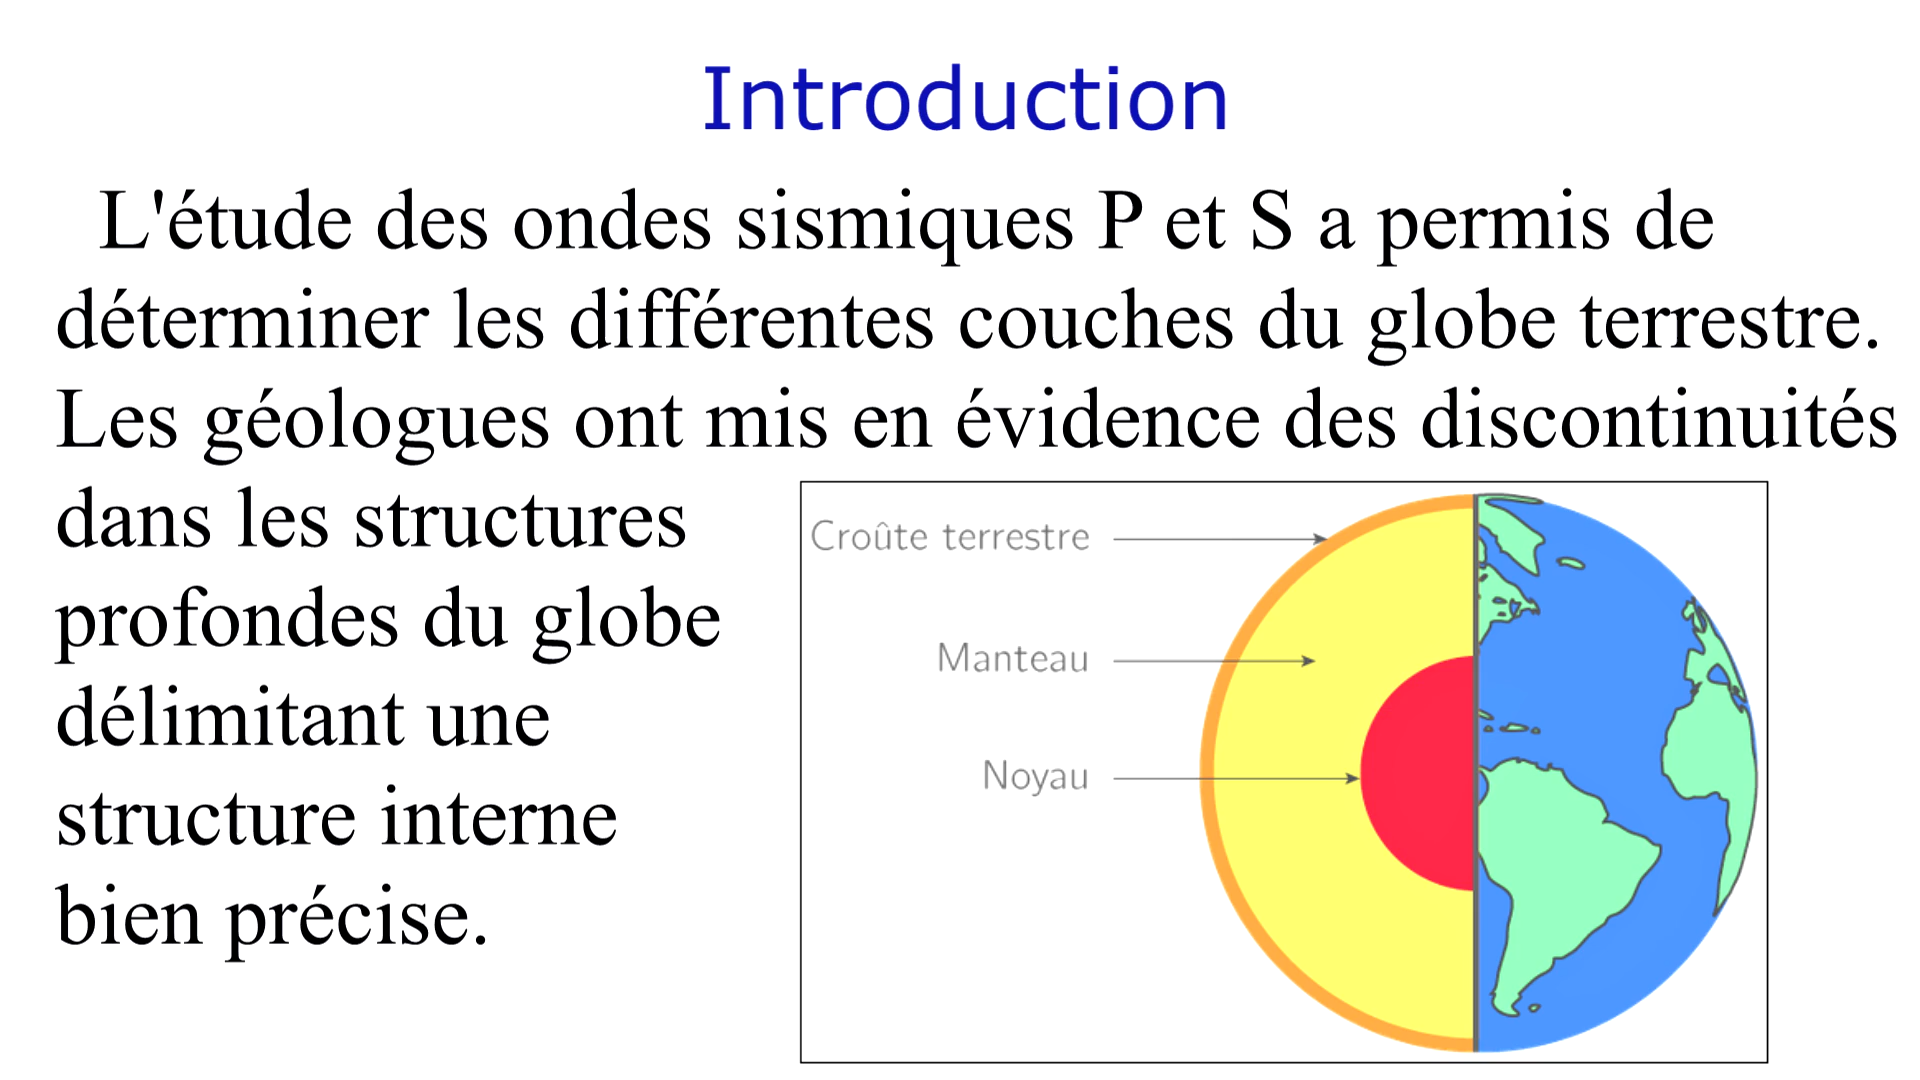 Introduction
L'étude des ondes sismiques P et S a permis de
déterminer les différentes couches du globe terrestre.
Les géologues ont mis en évidence des discontinuités
dans les structures
profondes du globe
délimitant une
structure interne
bien précise.
Croûte terrestre
Manteau
Noyau